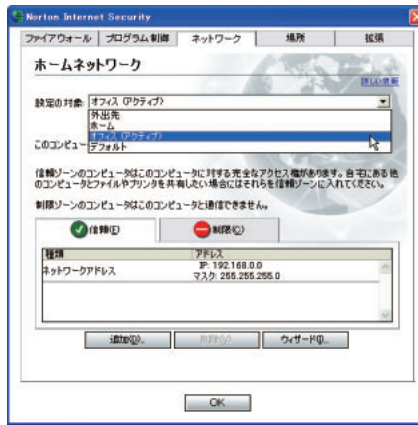 Norton Internet Security
ファイアウォール プログラム制御 ネットワーク 場所 拡張
ホームネットワーク
詳しい情報
設定の対象: オフィス (アクティブ)
外出先
ホーム
オフィス (アクティブ)
デフォルト
このコンピュー
信頼ゾーンのコンピュータはこのコンピュータに対する完全なアクセス権があります。自宅にある他
のコンピュータとファイルやプリンタを共有したい場合にはそれらを信頼ゾーンに入れてください。
制限ゾーンのコンピュータはこのコンピュータと通信できません。
信頼(E) 制限(C)
種類 アドレス
ネットワークアドレス IP: 192.168.0.0
マスク: 255.255.255.0
追加(D)... ウィザード(I)...
OK